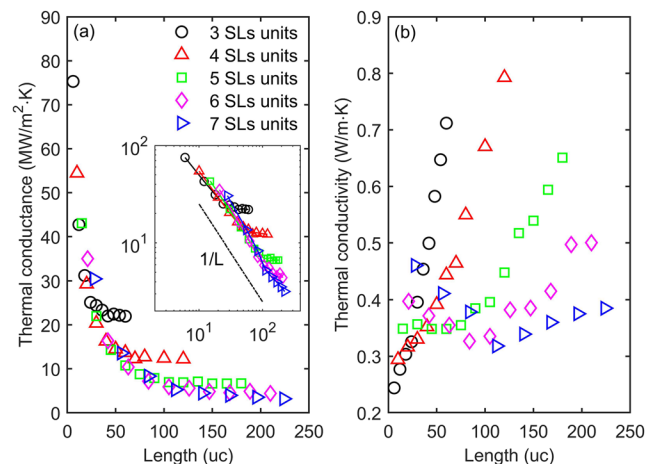 (a)
3 SLs units
4 SLs units
5 SLs units
6 SLs units
7 SLs units
Thermal conductance (MW/m²·K)
90
80
70
60
50
40
30
20
10
0
0 50 100 150 200 250
Length (uc)
10²
10¹
10¹ 10²
1/L
(b)
Thermal conductivity (W/m·K)
0.9
0.8
0.7
0.6
0.5
0.4
0.3
0.2
0 50 100 150 200 250
Length (uc)